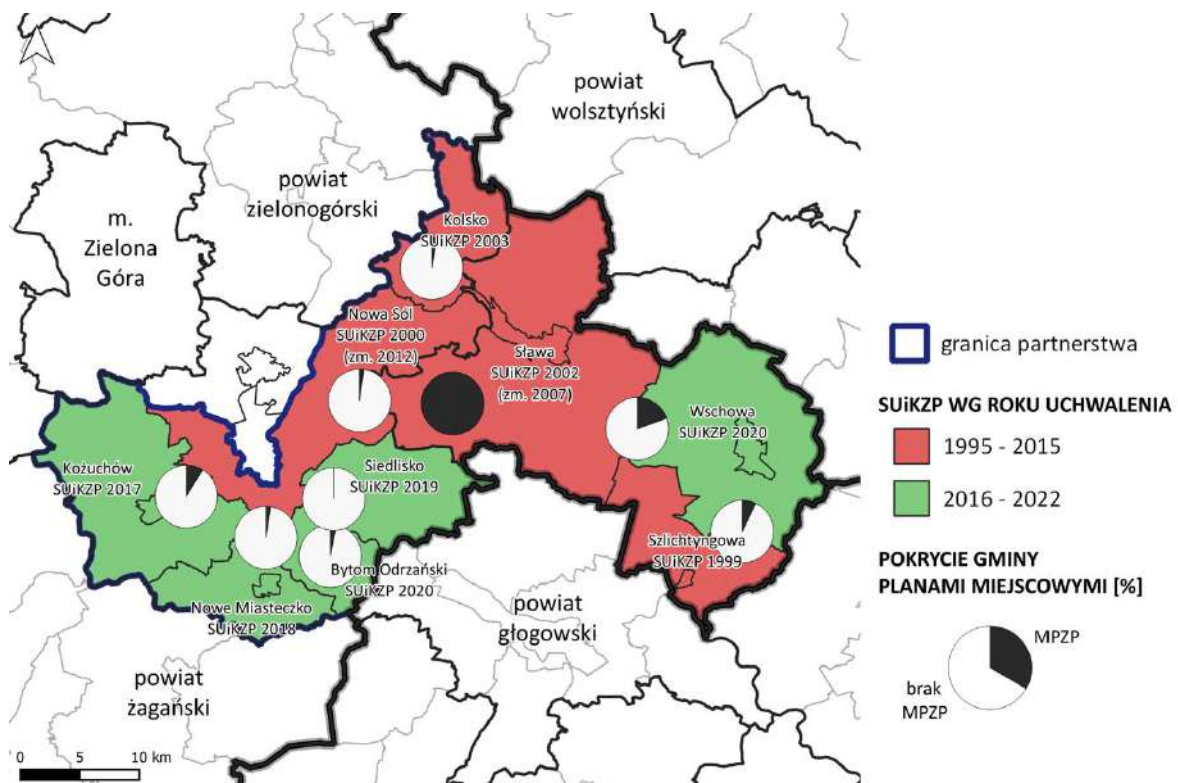 powiat
wolsztyński
powiat
zielonogórski
m.
Zielona
Góra
Kolsko
SUiKZP 2003
Nowa Sól
SUiKZP 2000
(zm. 2012)
Sława
SUiKZP 2002
(zm. 2007)
Wschowa
SUiKZP 2020
Kożuchów
SUiKZP 2017
Siedlisko
SUiKZP 2019
Szlichtyngowa
SUiKZP 1999
Bytom Odrzański
SUiKZP 2020
Nowe Miasteczko
SUiKZP 2018
powiat
głogowski
powiat
żagański
0 5 10 km
granica partnerstwa
SUiKZP WG ROKU UCHWALENIA
1995 - 2015
2016 - 2022
POKRYCIE GMINY
PLANAMI MIEJSCOWYMI [%]
MPZP
brak
MPZP